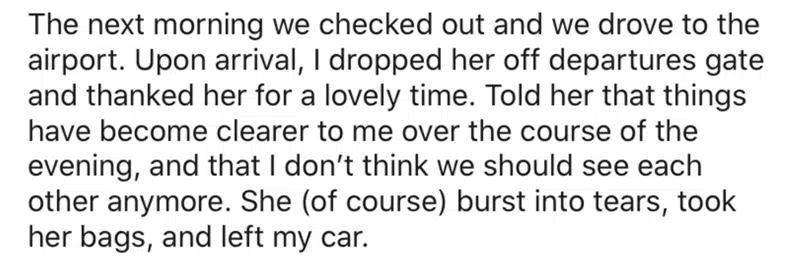 The next morning we checked out and we drove to the
airport. Upon arrival, I dropped her off departures gate
and thanked her for a lovely time. Told her that things
have become clearer to me over the course of the
evening, and that I don’t think we should see each
other anymore. She (of course) burst into tears, took
her bags, and left my car.